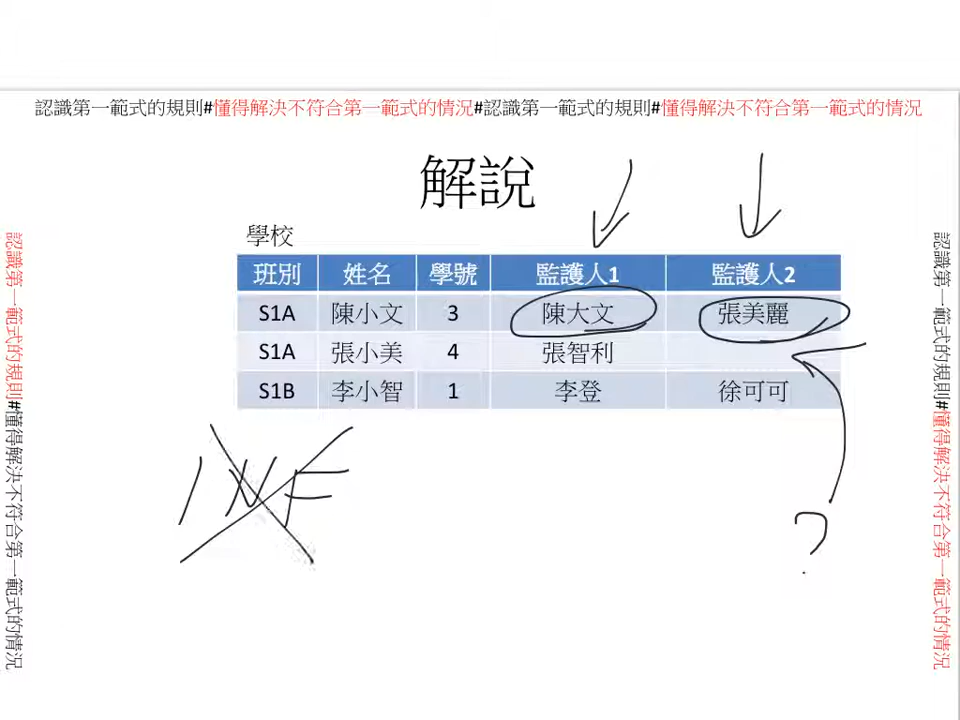 認識第一範式的規則#懂得解決不符合第一範式的情況#認識第一範式的規則#懂得解決不符合第一範式的情況
解說
學校
班別 姓名 學號 監護人1 監護人2
S1A 陳小文 3 陳大文 張美麗
S1A 張小美 4 張智利
S1B 李小智 1 李登 徐可可
1NF
?
認識第一範式的規則#懂得解決不符合第一範式的情況
認識第一範式的規則#懂得解決不符合第一範式的情況